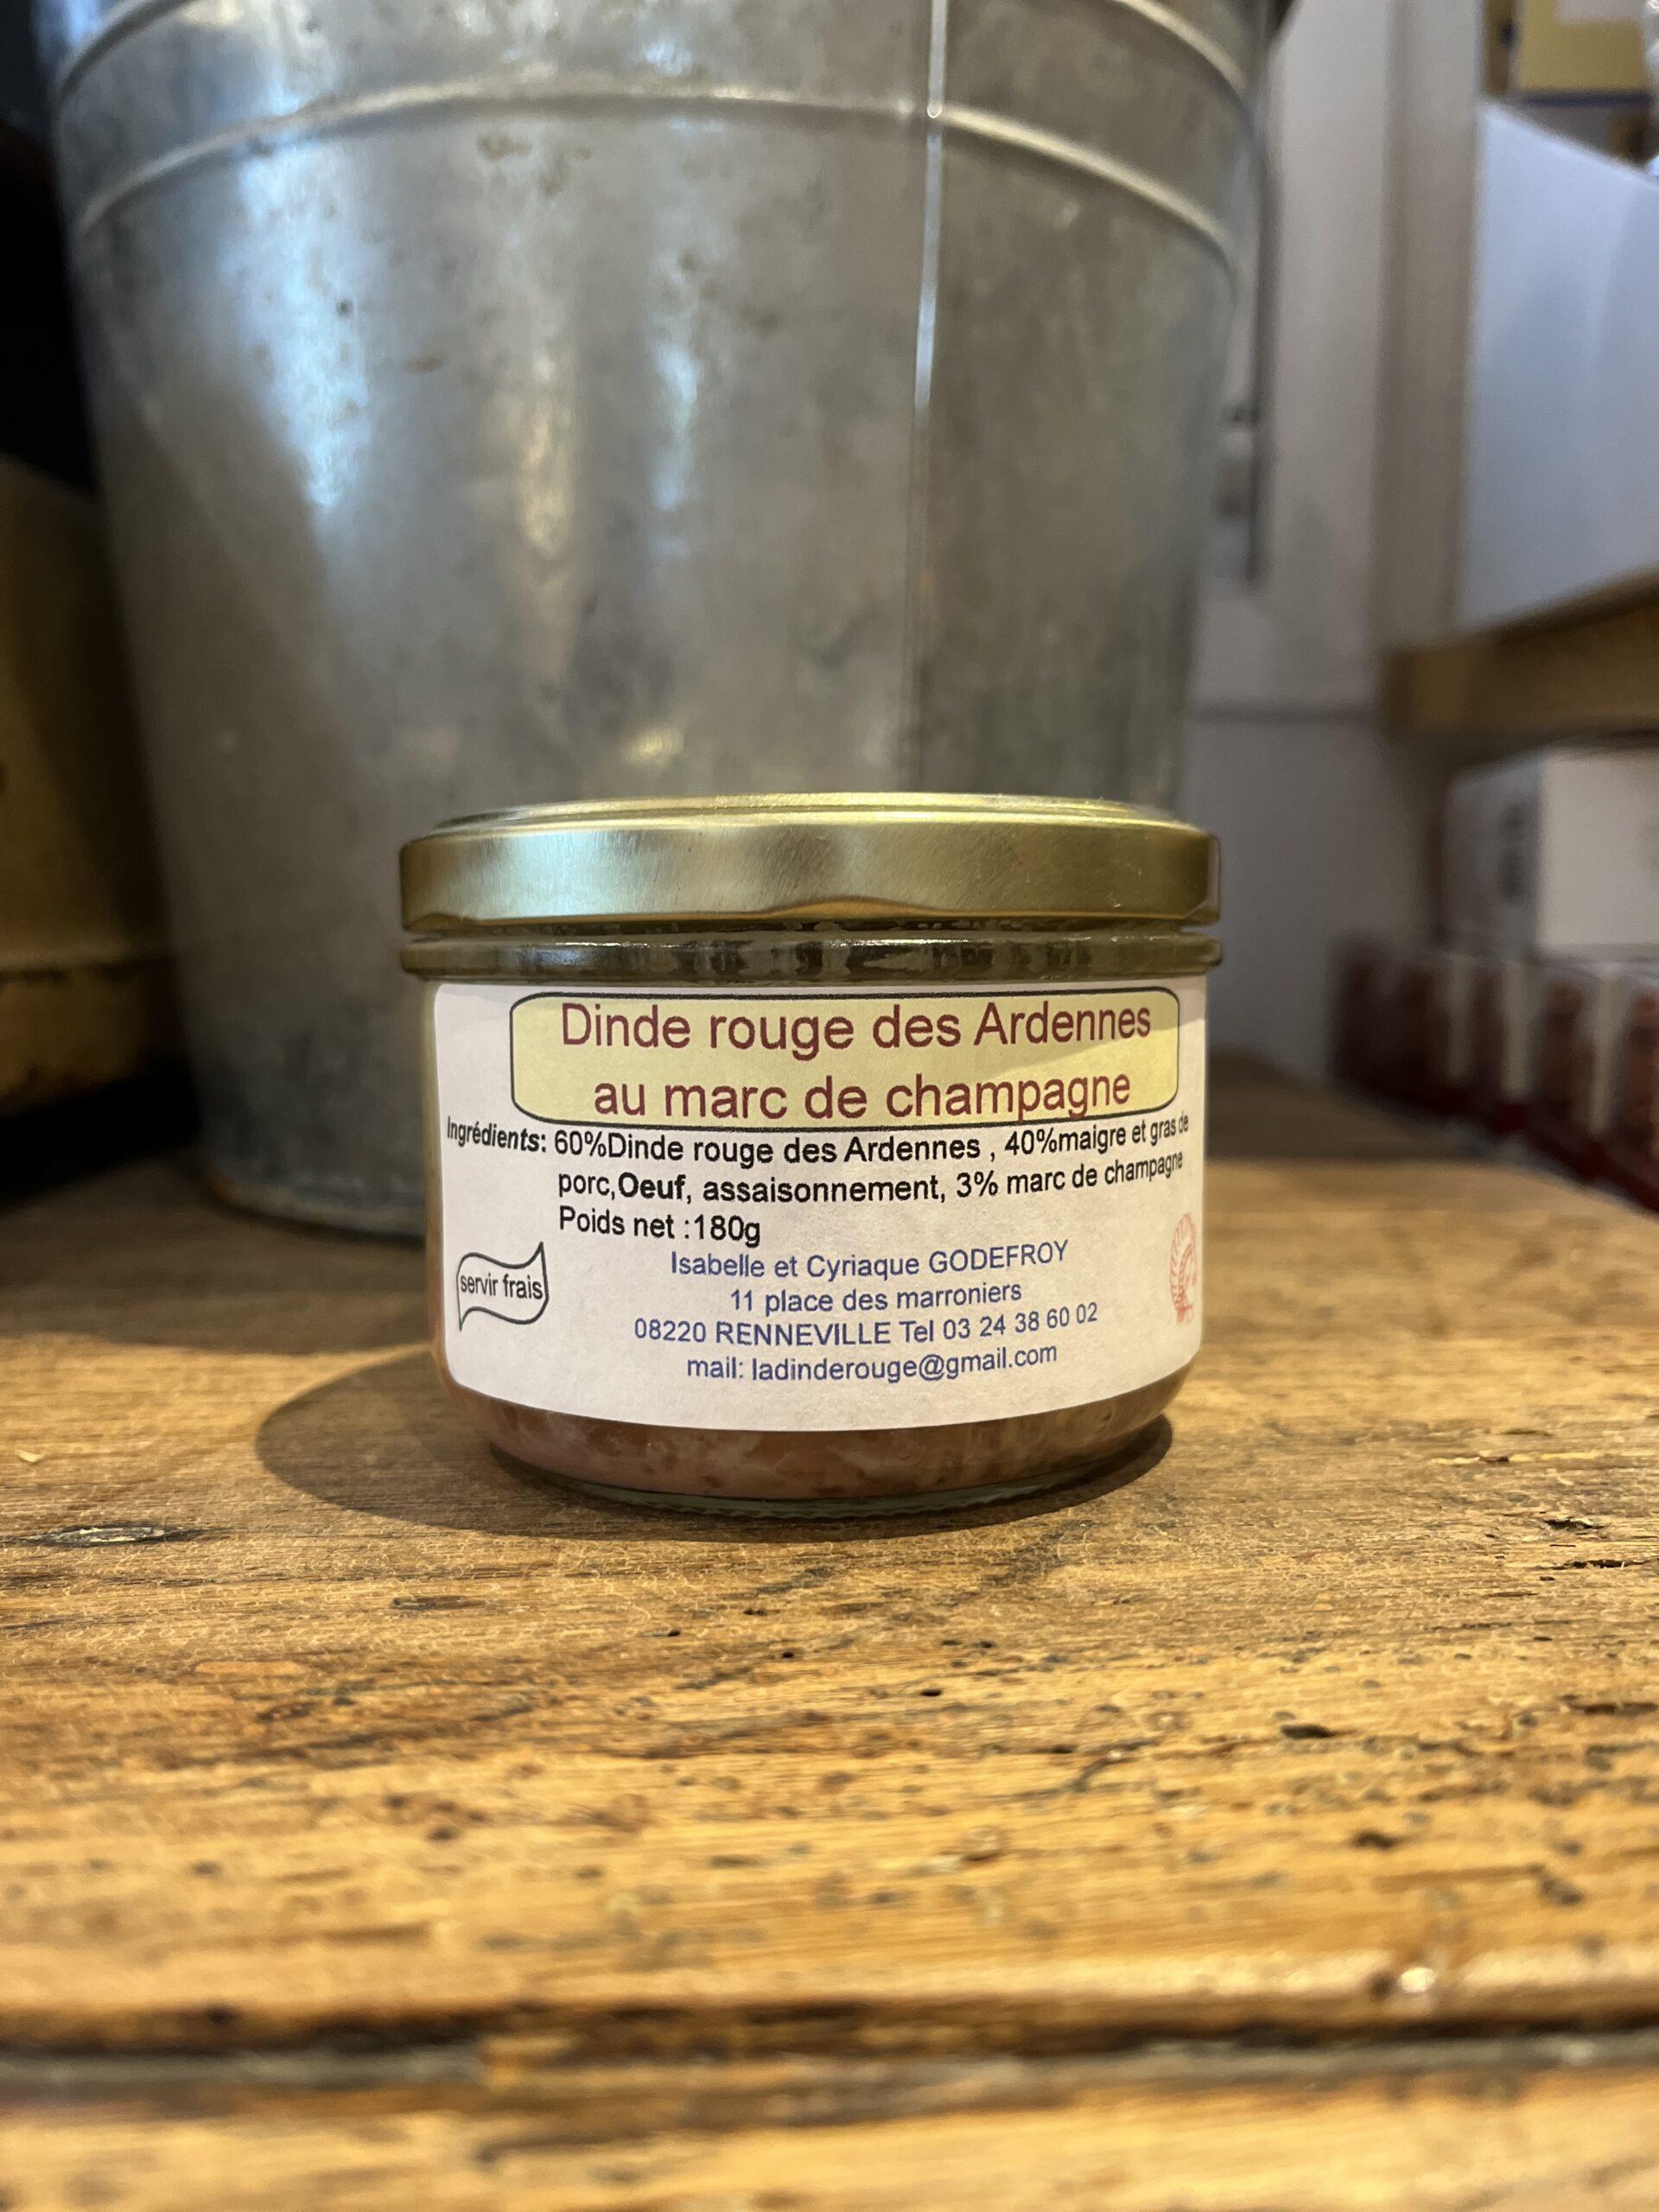 Dinde rouge des Ardennes
au marc de champagne
Ingrédients: 60%Dinde rouge des Ardennes , 40%maigre et gras de
porc,Oeuf, assaisonnement, 3% marc de champagne
Poids net :180g
servir frais
Isabelle et Cyriaque GODEFROY
11 place des marroniers
08220 RENNEVILLE Tel 03 24 38 60 02
mail: ladinderouge@gmail.com